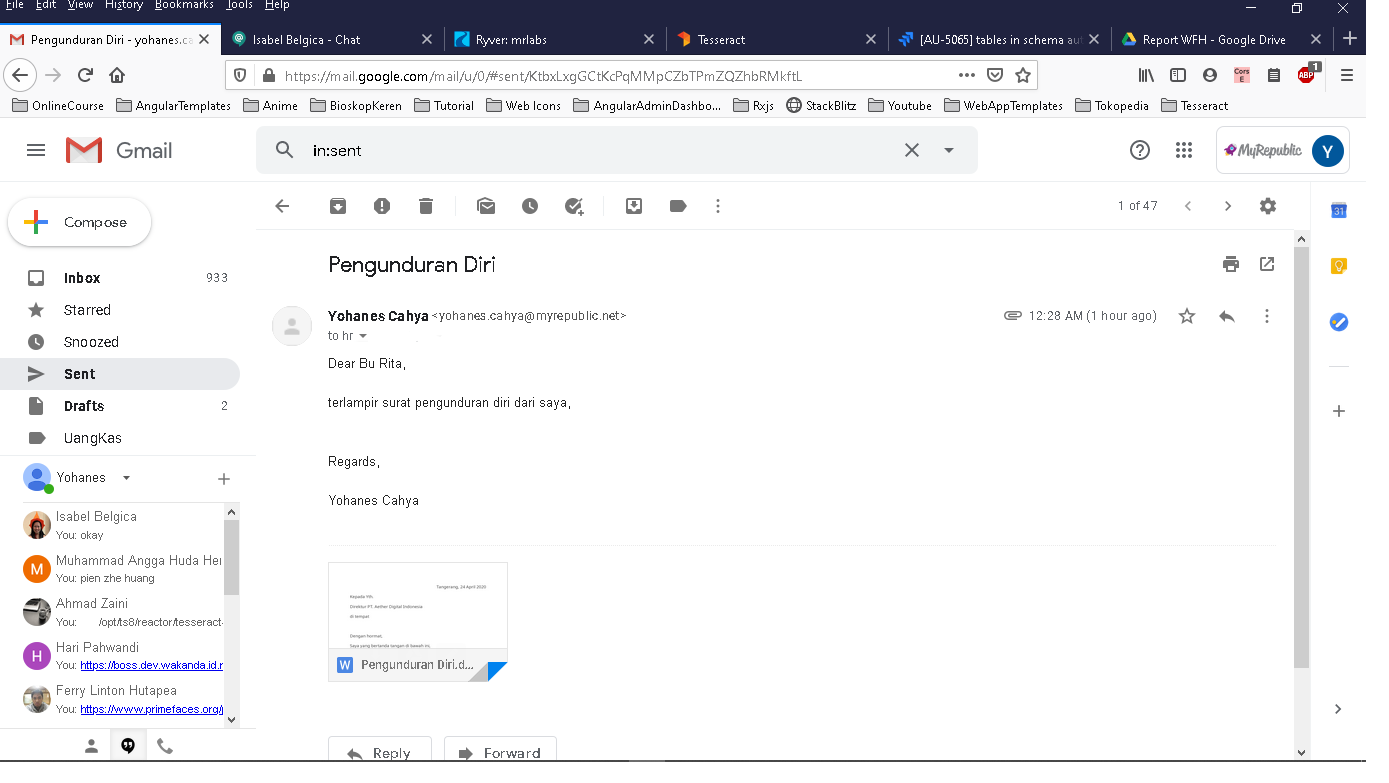 File Edit View History Bookmarks Tools Help
Pengunduran Diri - yohanes.ca
Isabel Belgica - Chat
Ryver: mrlabs
Tesseract
[AU-5065] tables in schema aut
Report WFH - Google Drive
https://mail.google.com/mail/u/0/#sent/KtbxLxgGCtKcPqMMpCZbTPmZQZhbRMkftL
Cors E
ABP 1
OnlineCourse AngularTemplates Anime BioskopKeren Tutorial Web Icons AngularAdminDashbo... Rxjs StackBlitz Youtube WebAppTemplates Tokopedia Tesseract
Gmail
in:sent
MyRepublic Y
Compose
1 of 47
31
Pengunduran Diri
Inbox 933
Starred
Snoozed
Sent
Drafts 2
UangKas
Yohanes Cahya <yohanes.cahya@myrepublic.net>
12:28 AM (1 hour ago)
to hr
Dear Bu Rita,
terlampir surat pengunduran diri dari saya,
Regards,
Yohanes Cahya
Yohanes
Isabel Belgica
You: okay
M
Muhammad Angga Huda Her
You: pien zhe huang
Ahmad Zaini
You: /opt/ts8/reactor/tesseract-
H
Hari Pahwandi
You: https://boss.dev.wakanda.id.r
Ferry Linton Hutapea
You: https://www.primefaces.org/
Tangerang, 24 April 2020
Kepada Yth.
Direktur PT. Aether Digital Indonesia
di tempat
Dengan hormat,
Saya yang bertanda tangan di bawah ini,
W Pengunduran Diri.d...
Reply
Forward